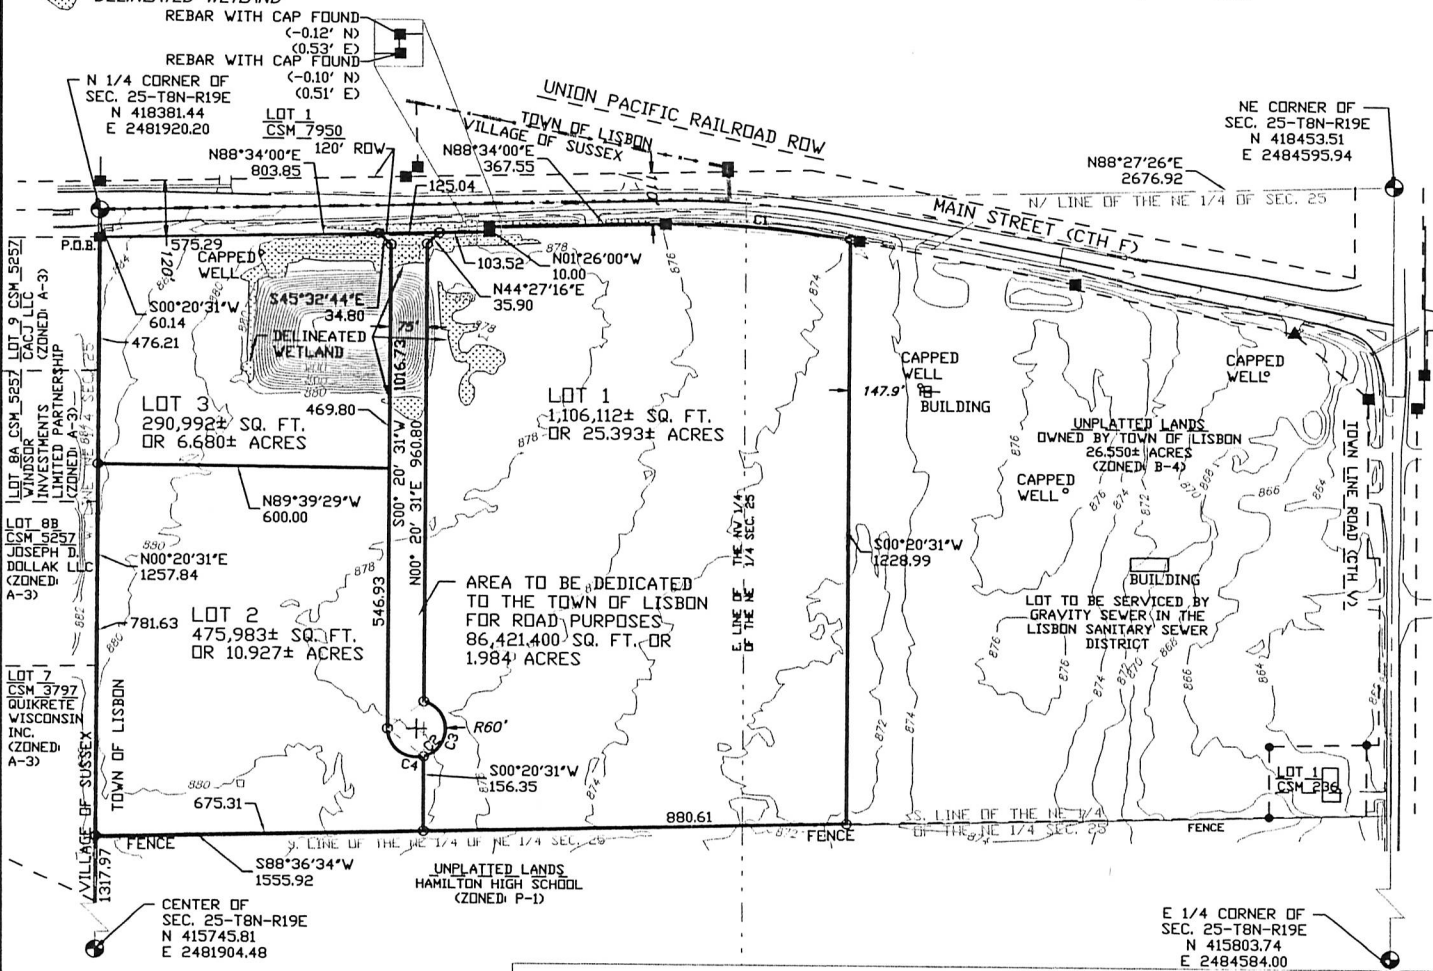 DELINEATED WETLAND
REBAR WITH CAP FOUND
(-0.12' N)
(0.53' E)
REBAR WITH CAP FOUND
(-0.10' N)
(0.51' E)
N 1/4 CORNER OF
SEC. 25-T8N-R19E
N 418381.44
E 2481920.20
LOT 1
CSM 7950
120' ROW
N88°34'00"E
803.85
UNION PACIFIC RAILROAD ROW
TOWN OF LISBON
VILLAGE OF SUSSEX
N88°34'00"E
367.55
125.04
NE CORNER OF
SEC. 25-T8N-R19E
N 418453.51
E 2484595.94
N88°27'26"E
2676.92
N/ LINE OF THE NE 1/4 OF SEC. 25
MAIN STREET (CTH F)
C1
P.O.B.
575.29
120'
CAPPED
WELL
103.52
N01°26'00"W
10.00
N44°27'16"E
35.90
S45°32'44"E
34.80
75'
S00°20'31"W
60.14
476.21
DELINEATED
WETLAND
880
878
876
874
884
LOT 9 CSM 5257
CACJ LLC
(ZONED: A-3)
LOT 8A CSM 5257
WINDSOR
INVESTMENTS
LIMITED PARTNERSHIP
(ZONED: A-3)
LOT 3
290,992± SQ. FT.
OR 6.680± ACRES
1016.73
469.80
S00° 20' 31"W
N00° 20' 31"E 960.80
LOT 1
1,106,112± SQ. FT.
OR 25.393± ACRES
878
CAPPED
WELL
147.9'
BUILDING
CAPPED
WELL
UNPLATTED LANDS
OWNED BY TOWN OF LISBON
26.550± ACRES
(ZONED: B-4)
CAPPED
WELL
TOWN LINE ROAD (CTH V)
876
874
872
870
868
866
864
N89°39'29"W
600.00
LOT 8B
CSM 5257
JOSEPH D.
DOLLAK LLC
(ZONED:
A-3)
N00°20'31"E
1257.84
E. LINE OF THE NW 1/4
OF THE NE 1/4 SEC. 25
S00°20'31"W
1228.99
880
878
882
546.93
AREA TO BE DEDICATED
TO THE TOWN OF LISBON
FOR ROAD PURPOSES
86,421.400 SQ. FT. OR
1.984 ACRES
781.63
LOT 2
475,983± SQ. FT.
OR 10.927± ACRES
BUILDING
LOT TO BE SERVICED BY
GRAVITY SEWER IN THE
LISBON SANITARY SEWER
DISTRICT
LOT 7
CSM 3797
QUIKRETE
WISCONSIN
INC.
(ZONED:
A-3)
VILLAGE OF SUSSEX
TOWN OF LISBON
R60'
C2
C3
C4
S00°20'31"W
156.35
880
675.31
880.61
LOT 1
CSM 236
S. LINE OF THE NE 1/4
OF THE NE 1/4 SEC. 25
FENCE
FENCE
FENCE
S88°36'34"W
1555.92
1317.97
UNPLATTED LANDS
HAMILTON HIGH SCHOOL
(ZONED: P-1)
CENTER OF
SEC. 25-T8N-R19E
N 415745.81
E 2481904.48
E 1/4 CORNER OF
SEC. 25-T8N-R19E
N 415803.74
E 2484584.00